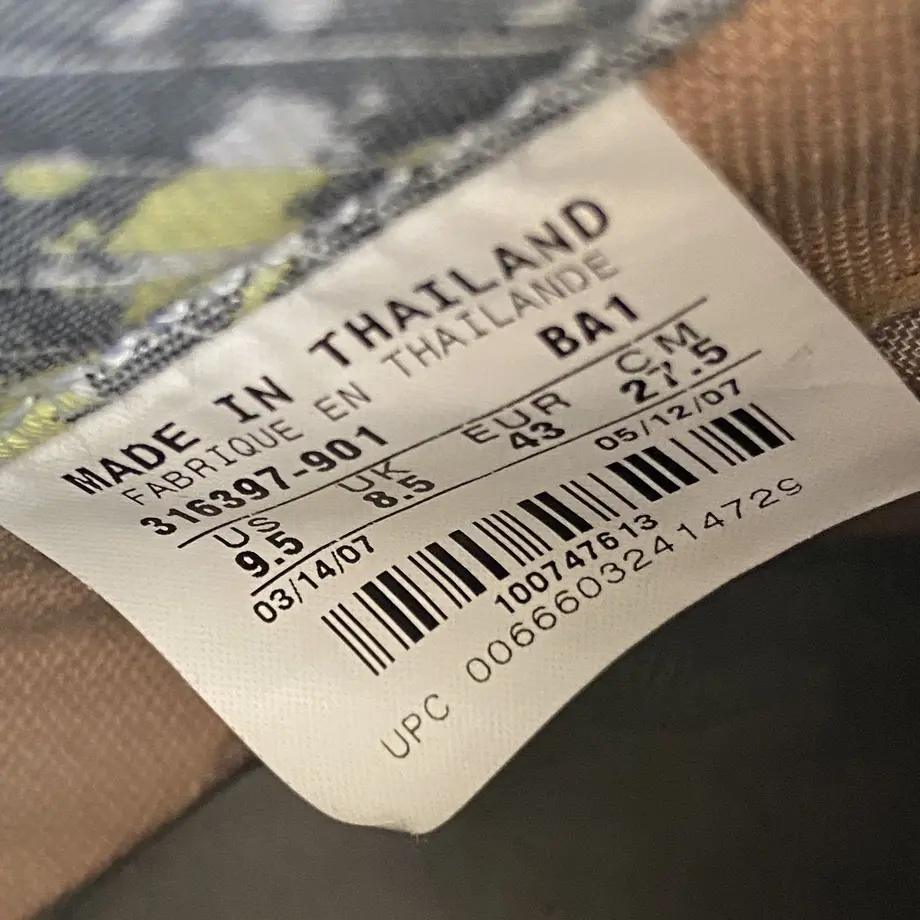 MADE IN THAILAND
FABRIQUE EN THAILANDE
316397-901 BA1
US UK EUR CM
9.5 8.5 43 27.5
03/14/07 05/12/07
100747613
UPC 00666032414729